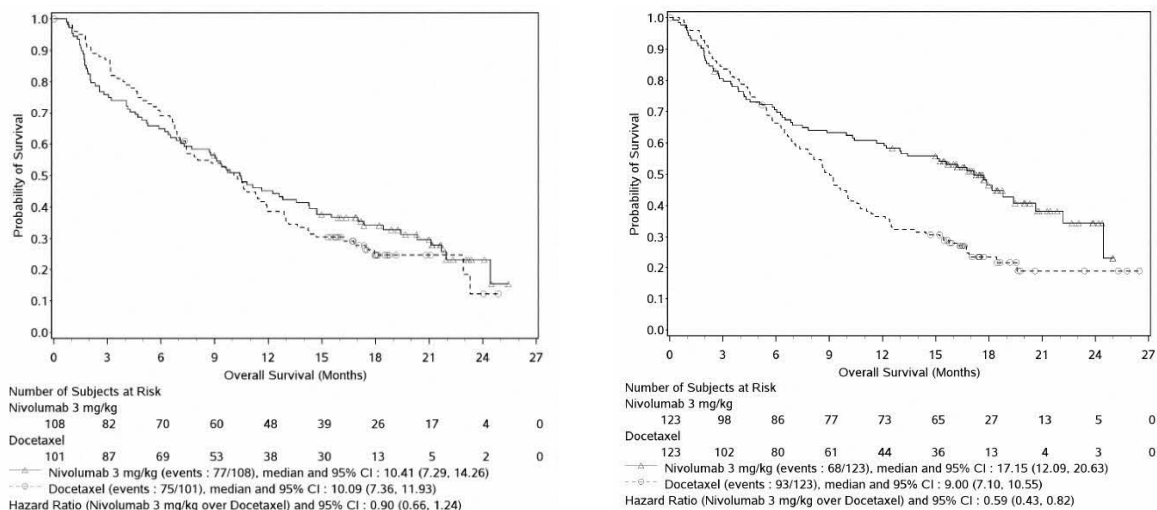 1.0
0.9
0.8
0.7
0.6
0.5
0.4
0.3
0.2
0.1
0.0
Probability of Survival
0 3 6 9 12 15 18 21 24 27
Overall Survival (Months)
Number of Subjects at Risk
Nivolumab 3 mg/kg
108 82 70 60 48 39 26 17 4 0
Docetaxel
101 87 69 53 38 30 13 5 2 0
Nivolumab 3 mg/kg (events : 77/108), median and 95% CI : 10.41 (7.29, 14.26)
Docetaxel (events : 75/101), median and 95% CI : 10.09 (7.36, 11.93)
Hazard Ratio (Nivolumab 3 mg/kg over Docetaxel) and 95% CI : 0.90 (0.66, 1.24)
1.0
0.9
0.8
0.7
0.6
0.5
0.4
0.3
0.2
0.1
0.0
Probability of Survival
0 3 6 9 12 15 18 21 24 27
Overall Survival (Months)
Number of Subjects at Risk
Nivolumab 3 mg/kg
123 98 86 77 73 65 27 13 5 0
Docetaxel
123 102 80 61 44 36 13 4 3 0
Nivolumab 3 mg/kg (events : 68/123), median and 95% CI : 17.15 (12.09, 20.63)
Docetaxel (events : 93/123), median and 95% CI : 9.00 (7.10, 10.55)
Hazard Ratio (Nivolumab 3 mg/kg over Docetaxel) and 95% CI : 0.59 (0.43, 0.82)